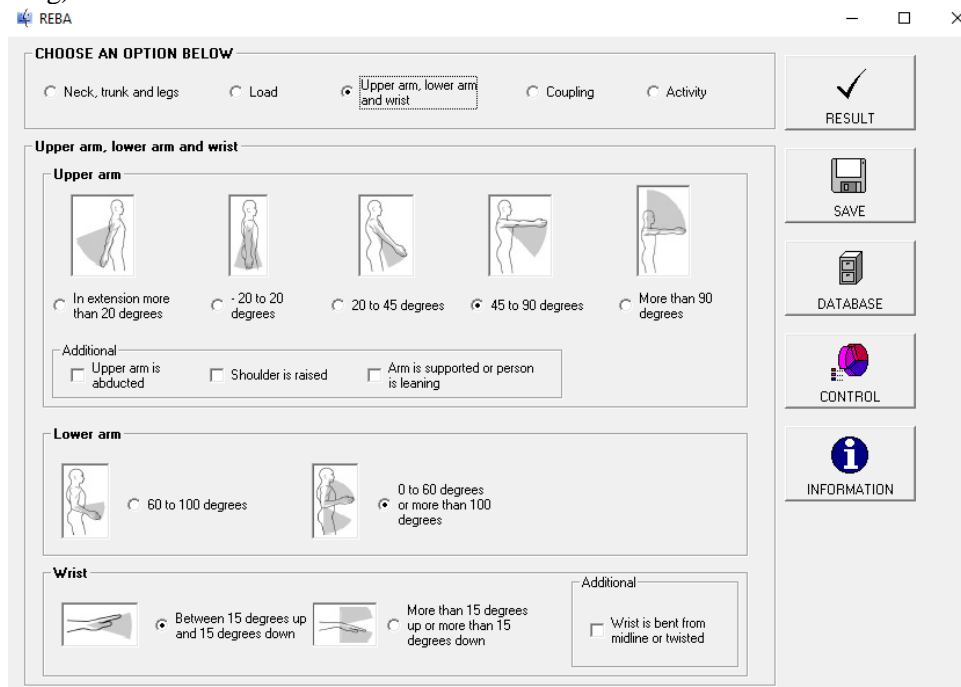 REBA
CHOOSE AN OPTION BELOW
Neck, trunk and legs
Load
Upper arm, lower arm
and wrist
Coupling
Activity
RESULT
Upper arm, lower arm and wrist
Upper arm
SAVE
In extension more
than 20 degrees
- 20 to 20
degrees
20 to 45 degrees
45 to 90 degrees
More than 90
degrees
DATABASE
Additional
Upper arm is
abducted
Shoulder is raised
Arm is supported or person
is leaning
CONTROL
Lower arm
60 to 100 degrees
0 to 60 degrees
or more than 100
degrees
INFORMATION
Wrist
Between 15 degrees up
and 15 degrees down
More than 15 degrees
up or more than 15
degrees down
Additional
Wrist is bent from
midline or twisted